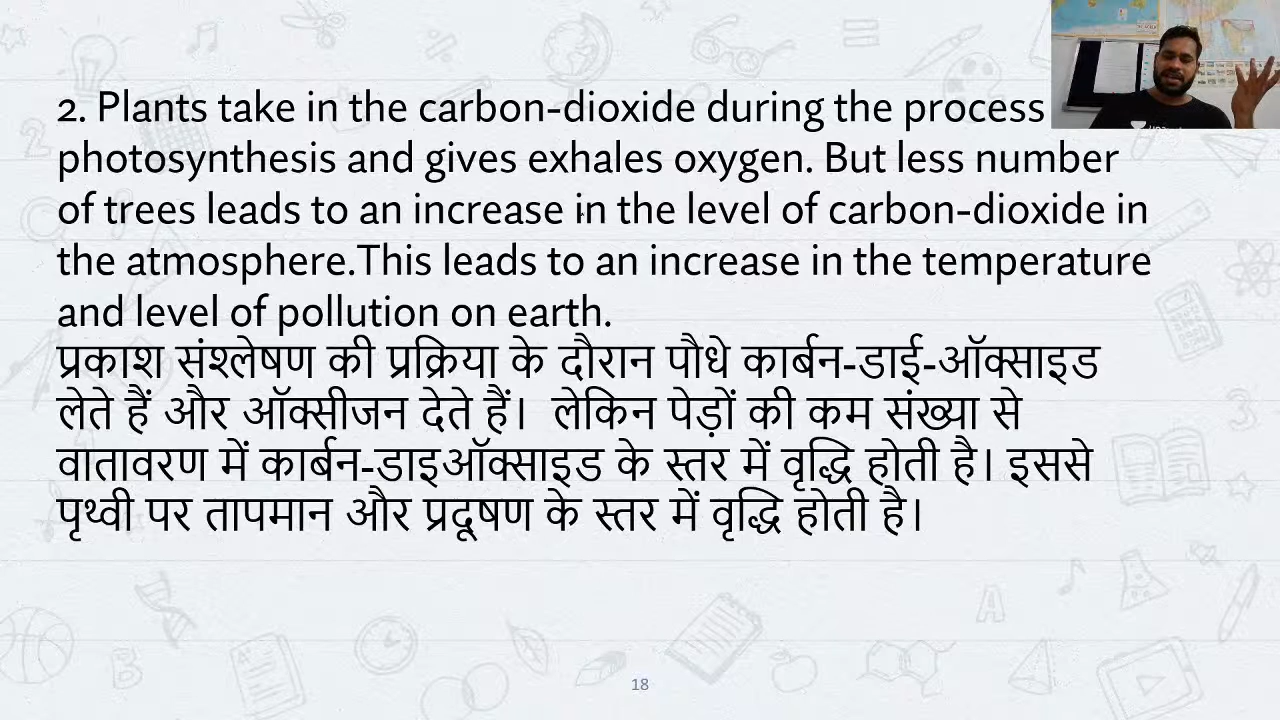 2. Plants take in the carbon-dioxide during the process
photosynthesis and gives exhales oxygen. But less number
of trees leads to an increase in the level of carbon-dioxide in
the atmosphere.This leads to an increase in the temperature
and level of pollution on earth.
प्रकाश संश्लेषण की प्रक्रिया के दौरान पौधे कार्बन-डाई-ऑक्साइड
लेते हैं और ऑक्सीजन देते हैं। लेकिन पेड़ों की कम संख्या से
वातावरण में कार्बन-डाइऑक्साइड के स्तर में वृद्धि होती है। इससे
पृथ्वी पर तापमान और प्रदूषण के स्तर में वृद्धि होती है।
18